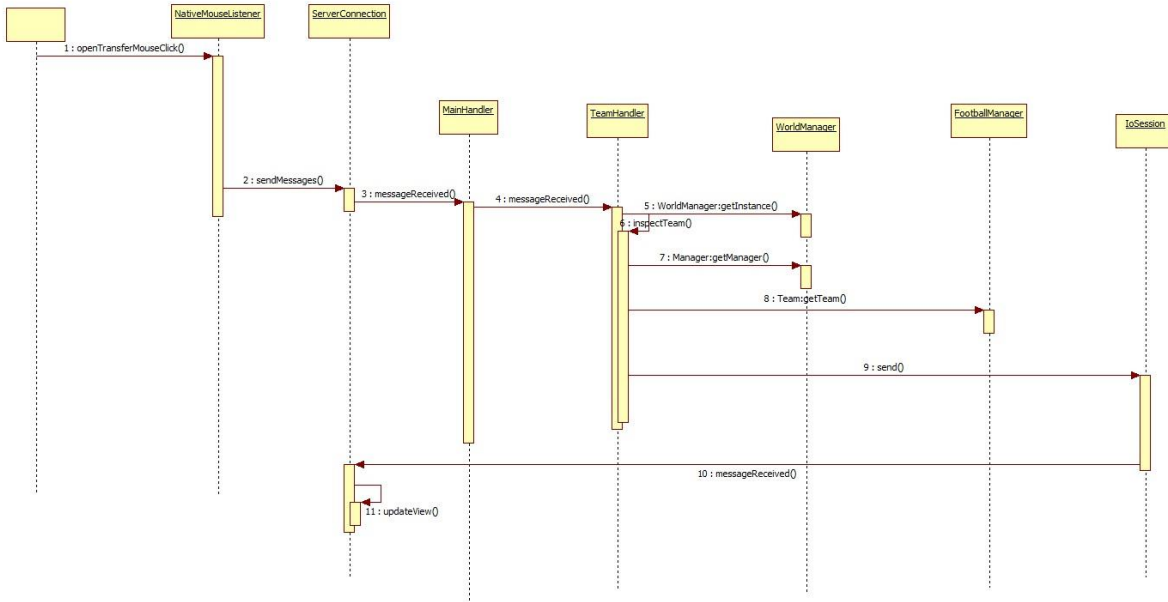 NativeMouseListener
ServerConnection
1 : openTransferMouseClick()
MainHandler
TeamHandler
WorldManager
FootballManager
IoSession
2 : sendMessages()
3 : messageReceived()
4 : messageReceived()
5 : WorldManager:getInstance()
6 : inspectTeam()
7 : Manager:getManager()
8 : Team:getTeam()
9 : send()
10 : messageReceived()
11 : updateView()